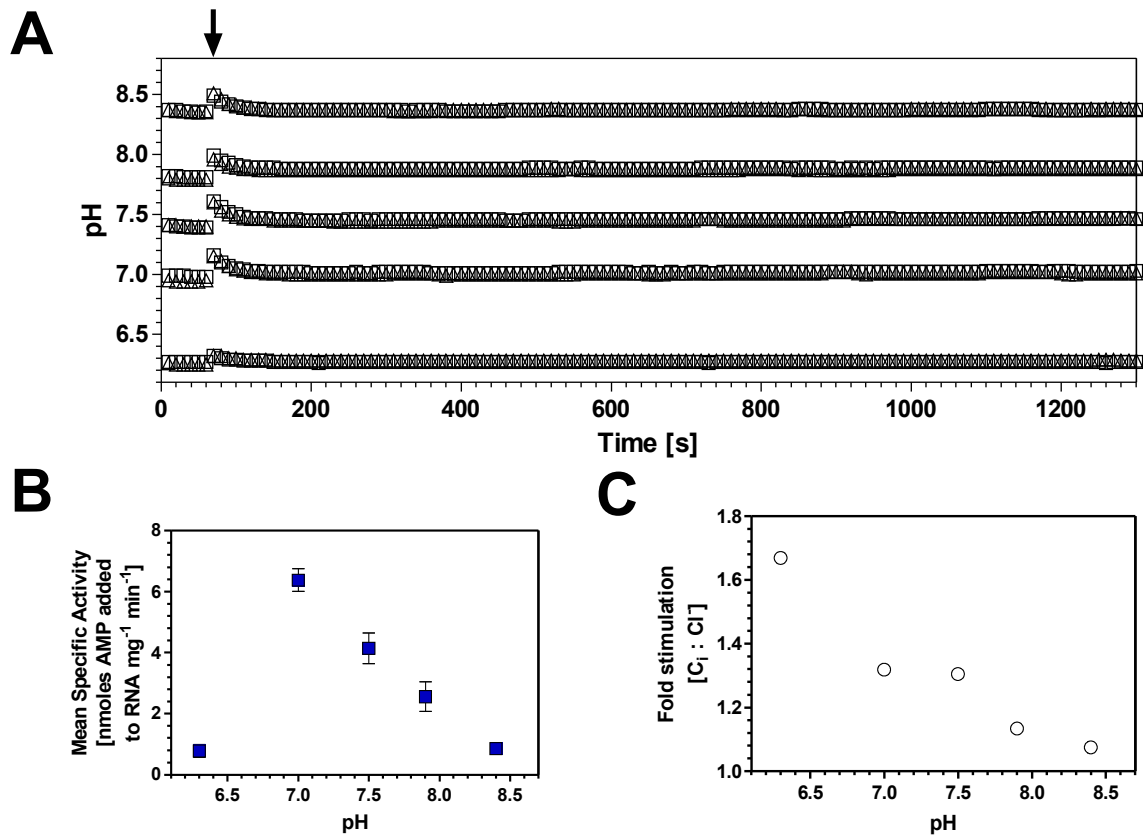 A
8.5
8.0
7.5
7.0
6.5
pH
0 200 400 600 800 1000 1200
Time [s]
B
Mean Specific Activity
[nmoles AMP added
to RNA mg⁻¹ min⁻¹]
8
6
4
2
0
6.5 7.0 7.5 8.0 8.5
pH
C
Fold stimulation
[Cᵢ : Cl⁻]
1.8
1.6
1.4
1.2
1.0
6.5 7.0 7.5 8.0 8.5
pH